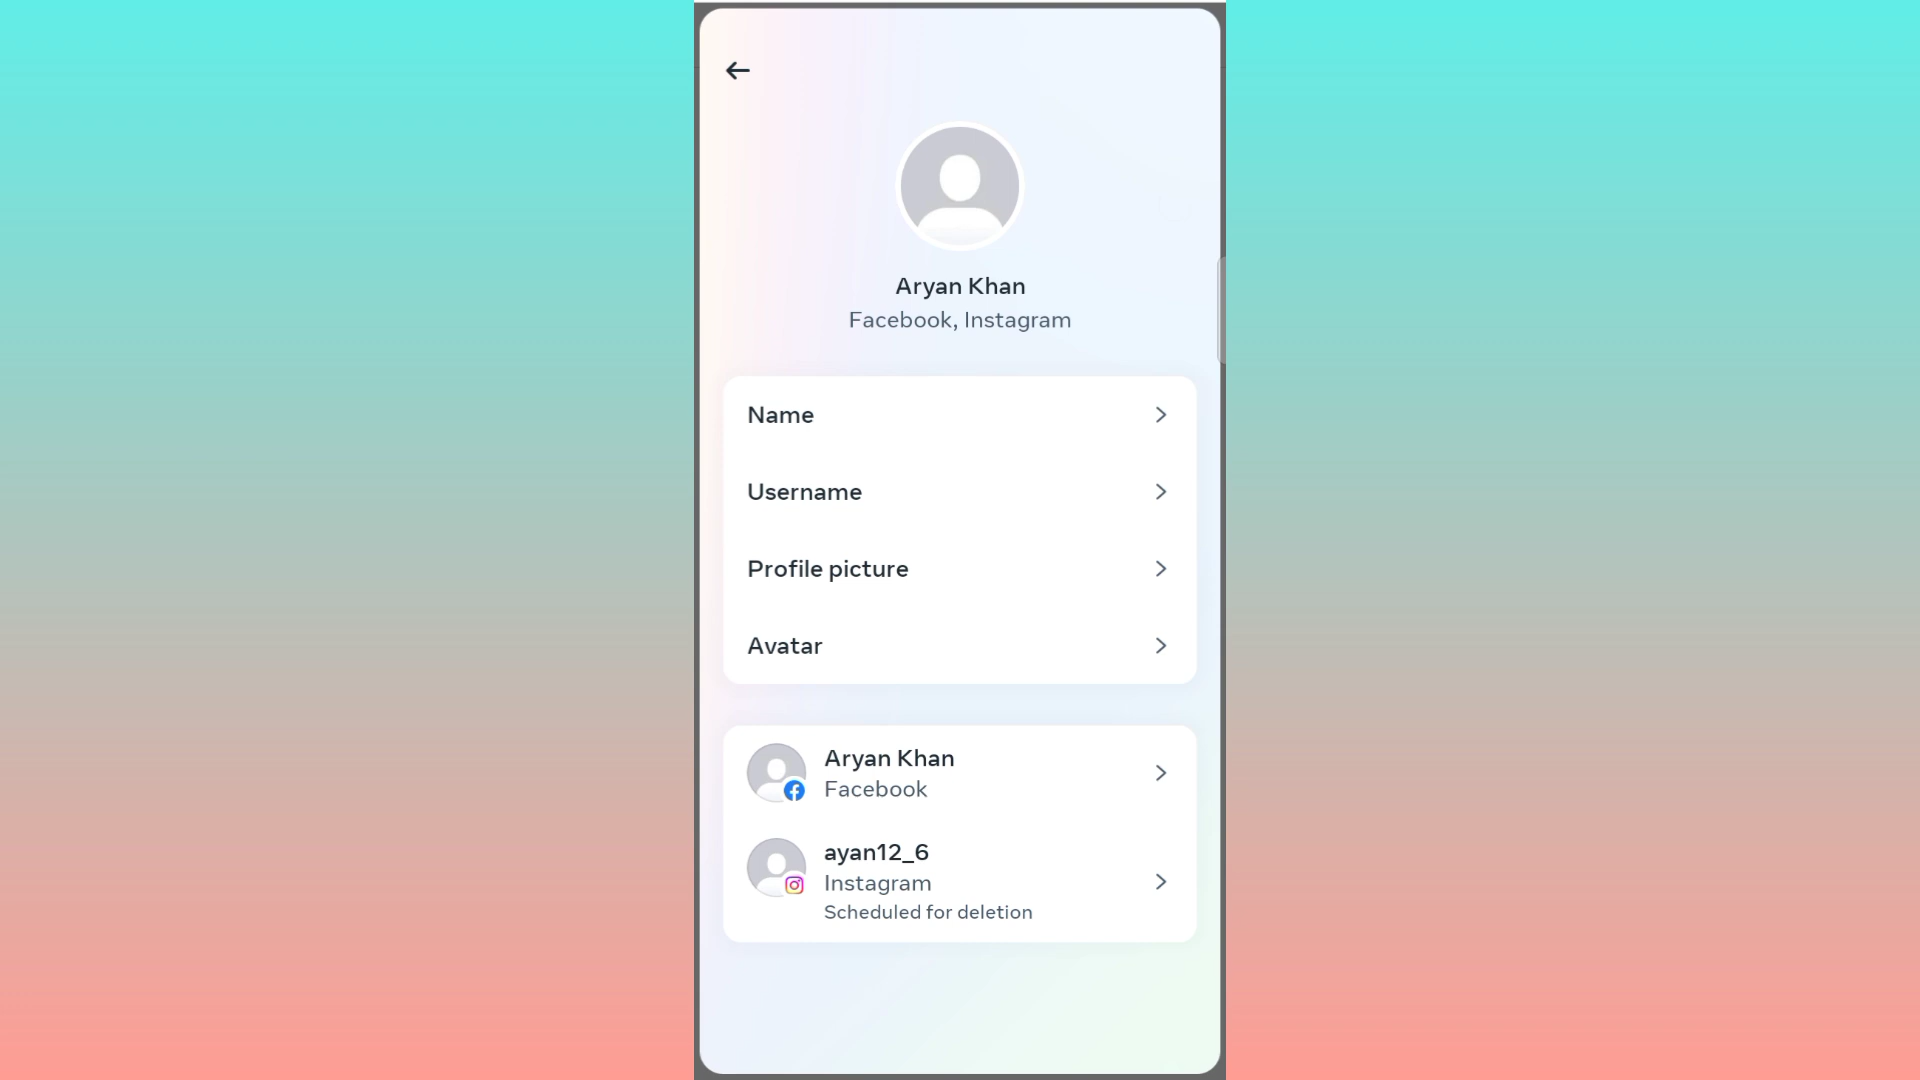 Aryan Khan
Facebook, Instagram
Name
Username
Profile picture
Avatar
Aryan Khan
Facebook
ayan12_6
Instagram
Scheduled for deletion